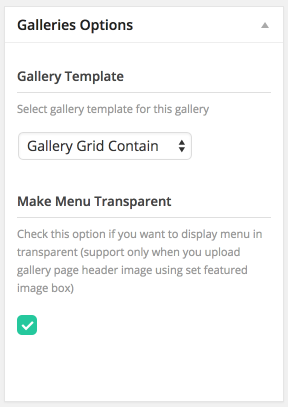 Galleries Options
Gallery Template
Select gallery template for this gallery
Gallery Grid Contain
Make Menu Transparent
Check this option if you want to display menu in
transparent (support only when you upload
gallery page header image using set featured
image box)